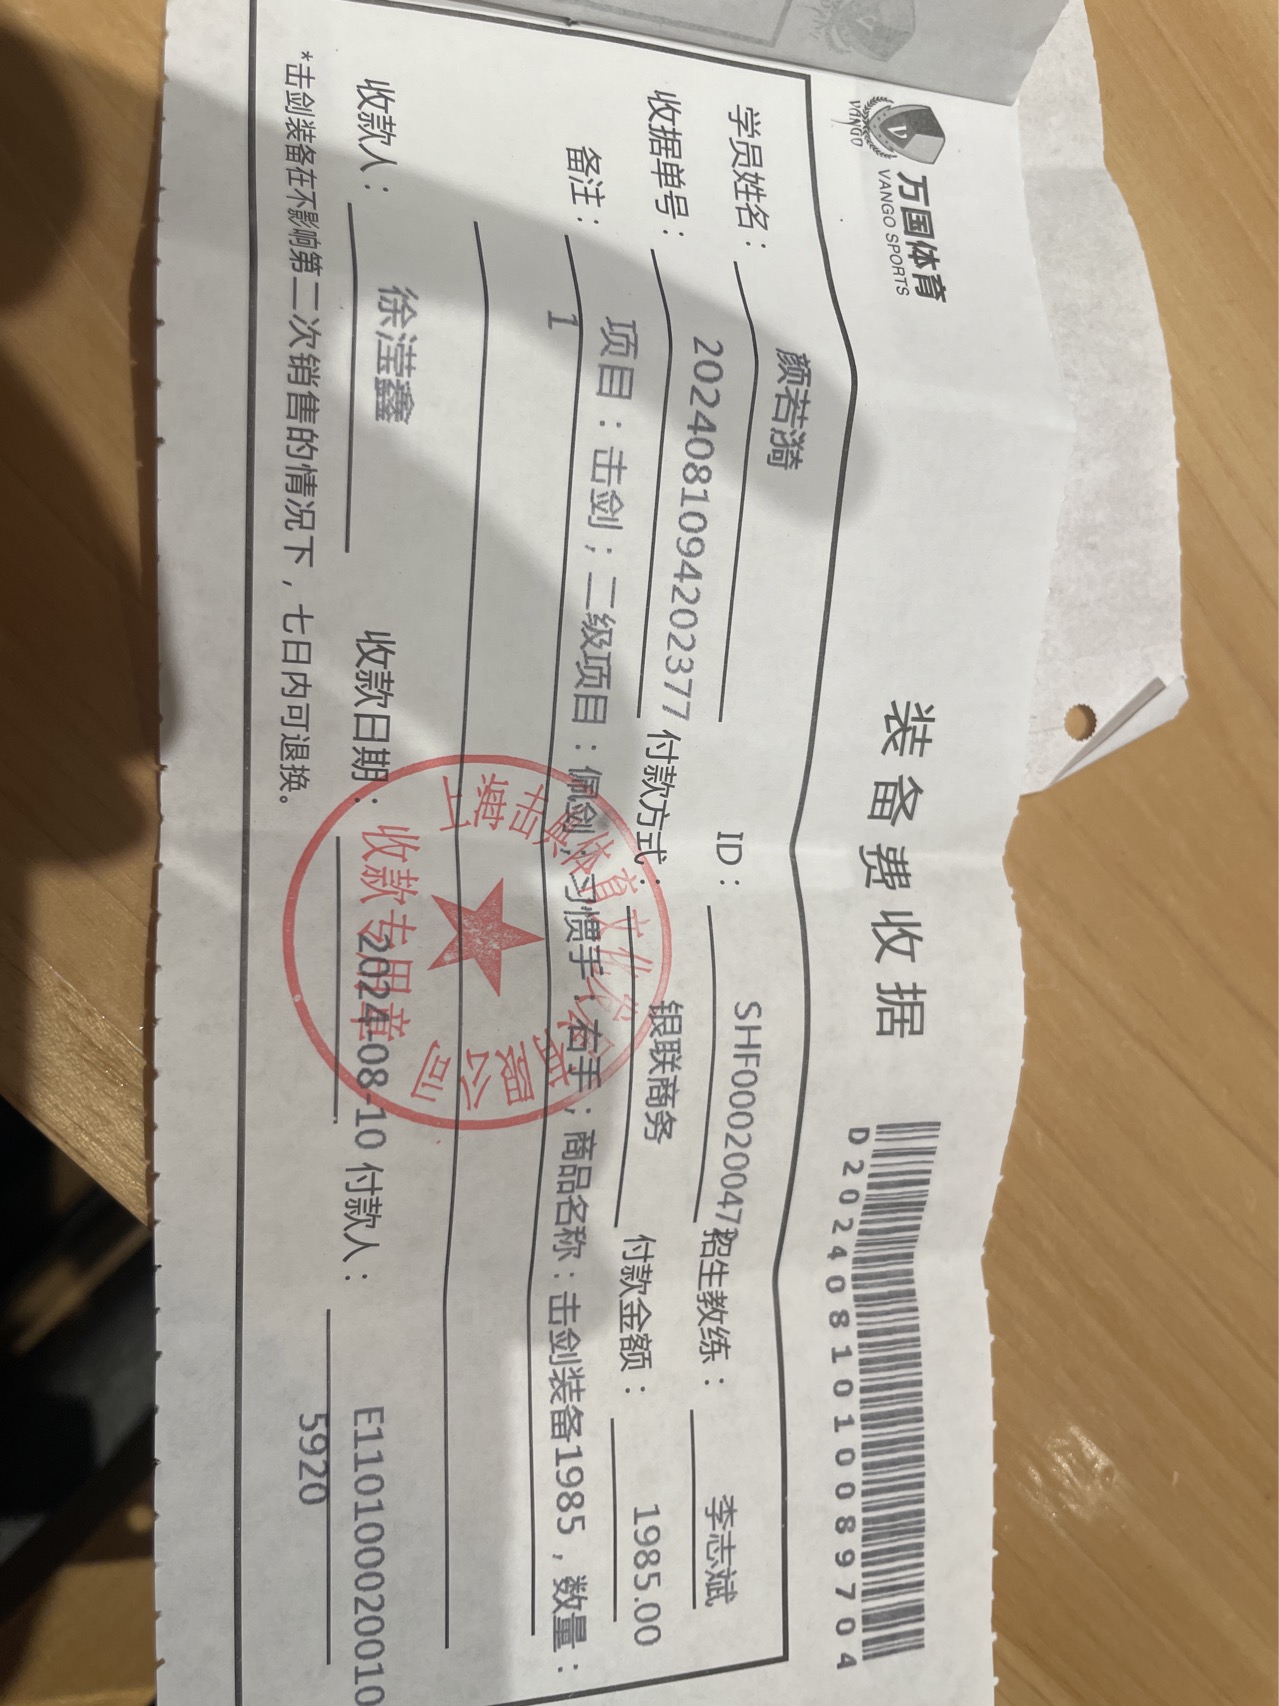 万国体育
VANGO SPORTS
VANGO
装备费收据
D2024081010089704
学员姓名： 颜若漪 ID： SHF00020047 招生教练： 李志斌
收据单号： 20240810942023​77 付款方式： 银联商务 付款金额： 1985.00
备注： 项目：击剑；二级项目：佩剑；习惯手：右手；商品名称：击剑装备1985，数量：
1
收款人： 徐滢鑫 收款日期： 2024-08-10 付款人： E110100020010
5920
*击剑装备在不影响第二次销售的情况下，七日内可退换。
收款专用章